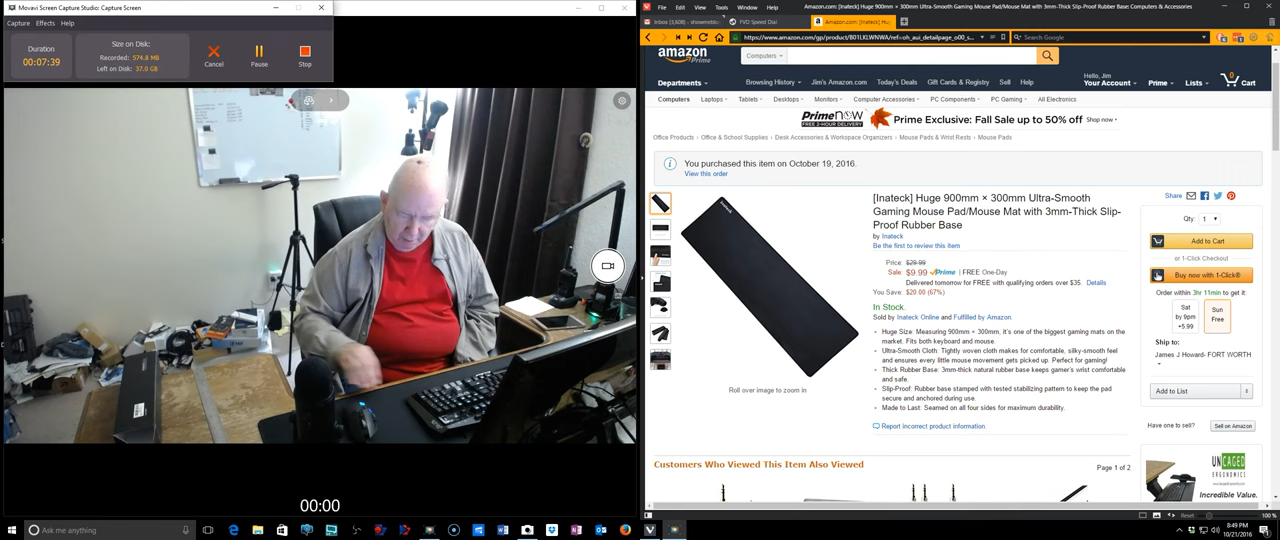 Movavi Screen Capture Studio: Capture Screen
Capture Effects Help
Duration
00:07:39
Size on Disk:
Recorded: 574.8 MB
Left on Disk: 37.0 GB
Cancel
Pause
Stop
00:00
Ask me anything
File Edit View Tools Window Help
Amazon.com: [Inateck] Huge 900mm × 300mm Ultra-Smooth Gaming Mouse Pad/Mouse Mat with 3mm-Thick Slip-Proof Rubber Base: Computers & Accessories
FVD Speed Dial
Amazon.com: [Inateck] Hu
Search Google
amazon
Prime
Computers
Departments
Browsing History
Jim's Amazon.com
Today's Deals
Gift Cards & Registry
Sell
Help
Hello, Jim
Your Account
Prime
Lists
0
Cart
Computers
Laptops
Tablets
Desktops
Monitors
Computer Accessories
PC Components
PC Gaming
All Electronics
Prime Exclusive: Fall Sale up to 50% off Shop now ›
Office Products › Office & School Supplies › Desk Accessories & Workspace Organizers › Mouse Pads & Wrist Rests › Mouse Pads
You purchased this item on October 19, 2016.
View this order
Inateck
Roll over image to zoom in
[Inateck] Huge 900mm × 300mm Ultra-Smooth
Gaming Mouse Pad/Mouse Mat with 3mm-Thick Slip-
Proof Rubber Base
by Inateck
Be the first to review this item
Price: $29.99
Sale: $9.99 Prime | FREE One-Day
Delivered tomorrow for FREE with qualifying orders over $35. Details
You Save: $20.00 (67%)
In Stock.
Sold by Inateck Online and Fulfilled by Amazon.
Huge Size: Measuring 900mm × 300mm, it's one of the biggest gaming mats on the
market. Fits both keyboard and mouse.
Ultra-Smooth Cloth: Tightly woven cloth makes for comfortable, silky-smooth feel
and ensures every little mouse movement gets picked up. Perfect for gaming!
Thick Rubber Base: 3mm-thick natural rubber base keeps gamer's wrist comfortable
and safe.
Slip-Proof: Rubber base stamped with tested stabilizing pattern to keep the pad
secure and anchored during use.
Made to Last: Seamed on all four sides for maximum durability.
Report incorrect product information.
Share
Qty: 1
Add to Cart
or 1-Click Checkout
Buy now with 1-Click®
Order within 3hr 11min to get it:
Sat
by 9pm
+5.99
Sun
Free
Ship to:
James J Howard- FORT WORTH
Add to List
Have one to sell?
Sell on Amazon
UNCAGED
ERGONOMICS
Incredible Value.
Customers Who Viewed This Item Also Viewed
Page 1 of 2
Reset
100 %
8:49 PM
10/21/2016